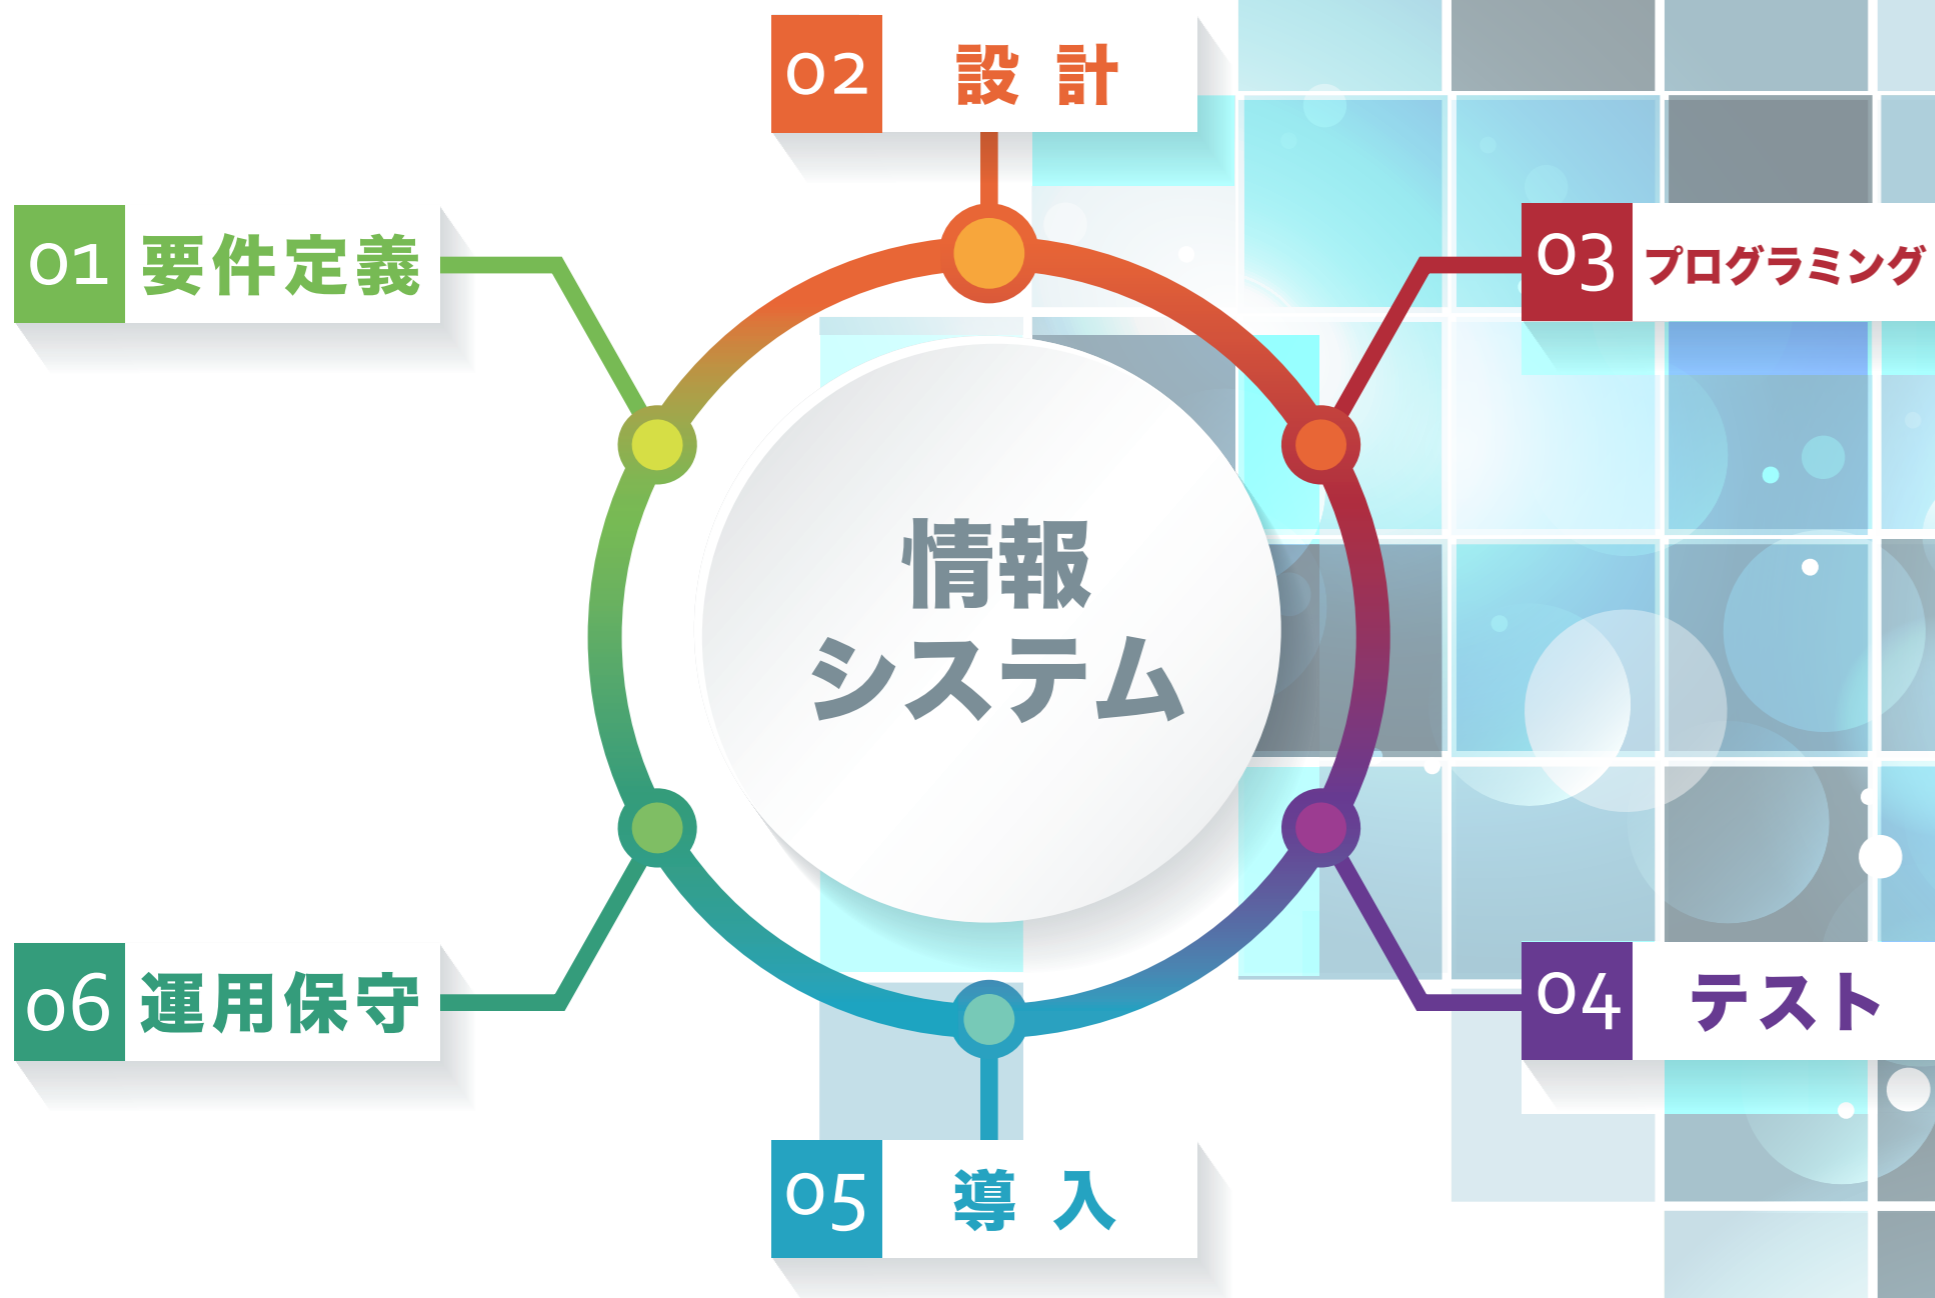 01 要件定義
02 設計
03 プログラミング
情報
システム
04 テスト
05 導入
06 運用保守